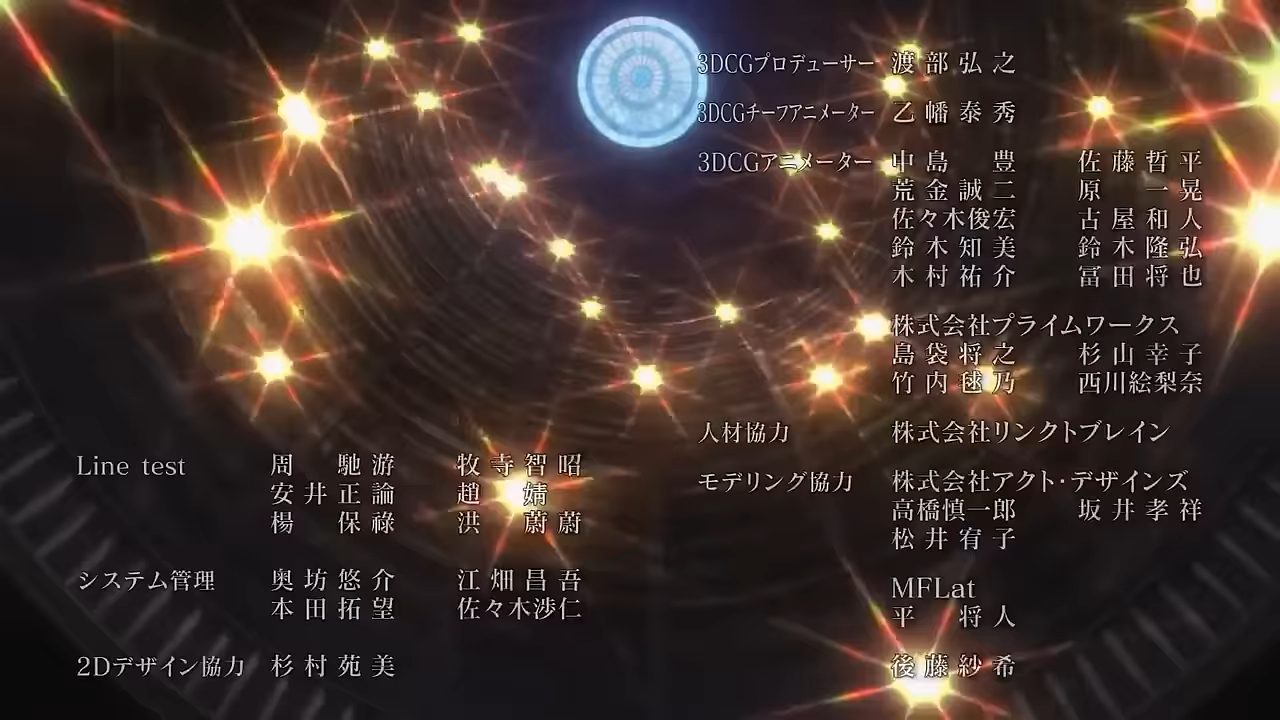 Line test 周 馳游 牧寺智昭
安井正論 趙 婧
楊 保祿 洪 蔚蔚
システム管理 奥坊悠介 江畑昌吾
本田拓望 佐々木渉仁
2Dデザイン協力 杉村苑美
3DCGプロデューサー 渡部弘之
3DCGチーフアニメーター 乙幡泰秀
3DCGアニメーター 中島 豊 佐藤哲平
荒金誠二 原 一晃
佐々木俊宏 古屋和人
鈴木知美 鈴木隆弘
木村祐介 冨田将也
株式会社プライムワークス
島袋将之 杉山幸子
竹内毬乃 西川絵梨奈
人材協力 株式会社リンクトブレイン
モデリング協力 株式会社アクト・デザインズ
高橋慎一郎 坂井孝祥
松井宥子
MFLat
平 将人
後藤紗希